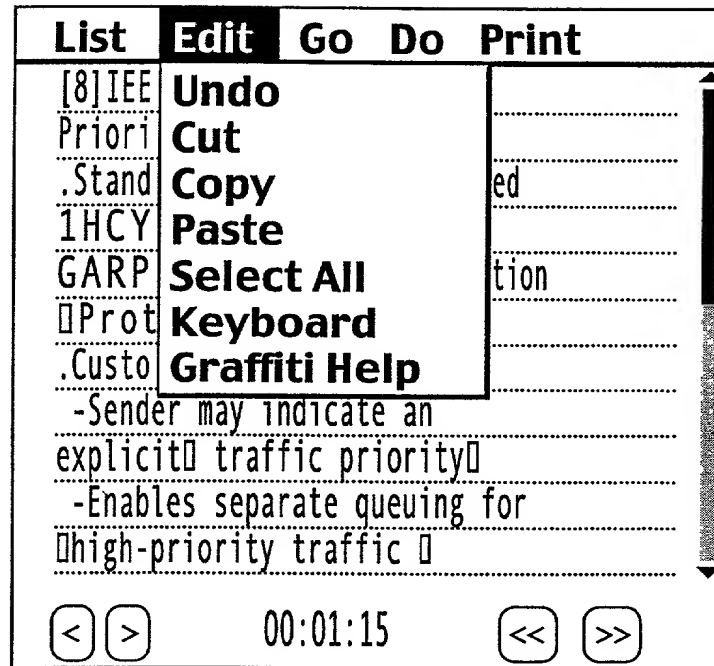 List Edit Go Do Print
[8]IEE Undo
Priori Cut
.Stand Copy ed
1HCY Paste
GARP Select All tion
▯Prot Keyboard
.Custo Graffiti Help
-Sender may indicate an
explicit▯ traffic priority▯
-Enables separate queuing for
▯high-priority traffic ▯
< > 00:01:15 << >>